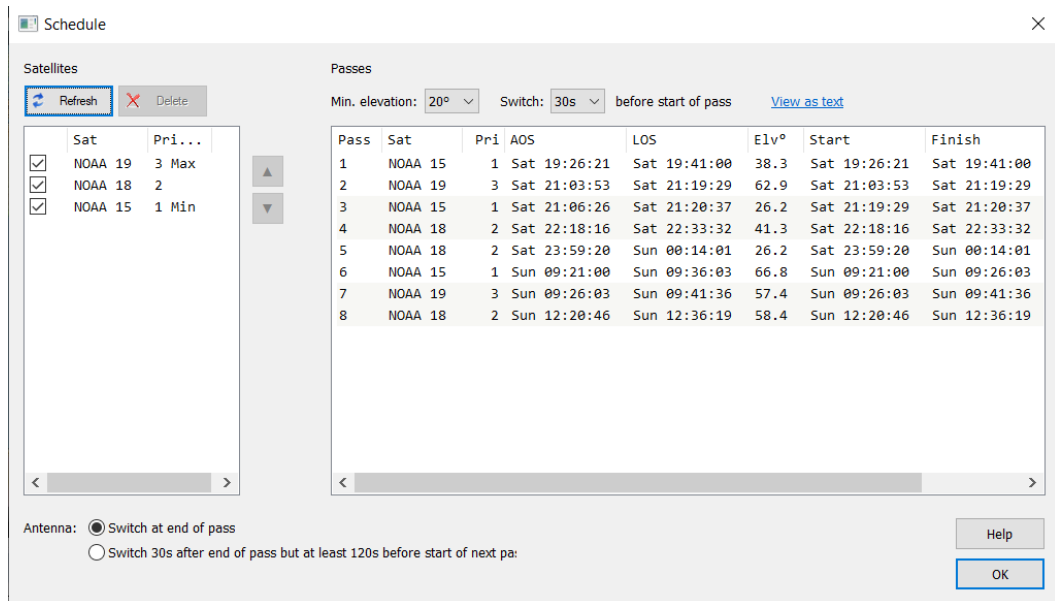 Schedule
Satellites
Refresh Delete
Sat Pri...
NOAA 19 3 Max
NOAA 18 2
NOAA 15 1 Min
Passes
Min. elevation: 20° Switch: 30s before start of pass View as text
Pass Sat Pri AOS LOS Elv° Start Finish
1 NOAA 15 1 Sat 19:26:21 Sat 19:41:00 38.3 Sat 19:26:21 Sat 19:41:00
2 NOAA 19 3 Sat 21:03:53 Sat 21:19:29 62.9 Sat 21:03:53 Sat 21:19:29
3 NOAA 15 1 Sat 21:06:26 Sat 21:20:37 26.2 Sat 21:19:29 Sat 21:20:37
4 NOAA 18 2 Sat 22:18:16 Sat 22:33:32 41.3 Sat 22:18:16 Sat 22:33:32
5 NOAA 18 2 Sat 23:59:20 Sun 00:14:01 26.2 Sat 23:59:20 Sun 00:14:01
6 NOAA 15 1 Sun 09:21:00 Sun 09:36:03 66.8 Sun 09:21:00 Sun 09:26:03
7 NOAA 19 3 Sun 09:26:03 Sun 09:41:36 57.4 Sun 09:26:03 Sun 09:41:36
8 NOAA 18 2 Sun 12:20:46 Sun 12:36:19 58.4 Sun 12:20:46 Sun 12:36:19
Antenna: Switch at end of pass
Switch 30s after end of pass but at least 120s before start of next pa
Help
OK